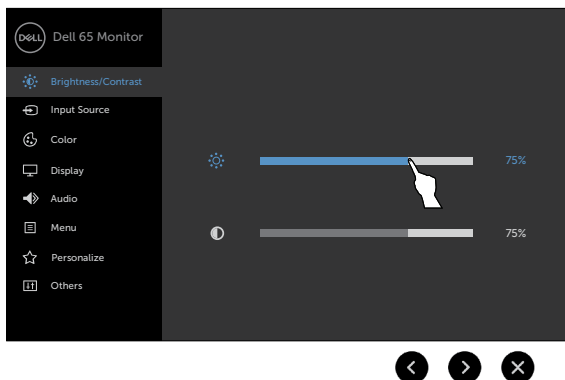 DELL Dell 65 Monitor
Brightness/Contrast
Input Source
Color
Display
75%
Audio
Menu
75%
Personalize
Others